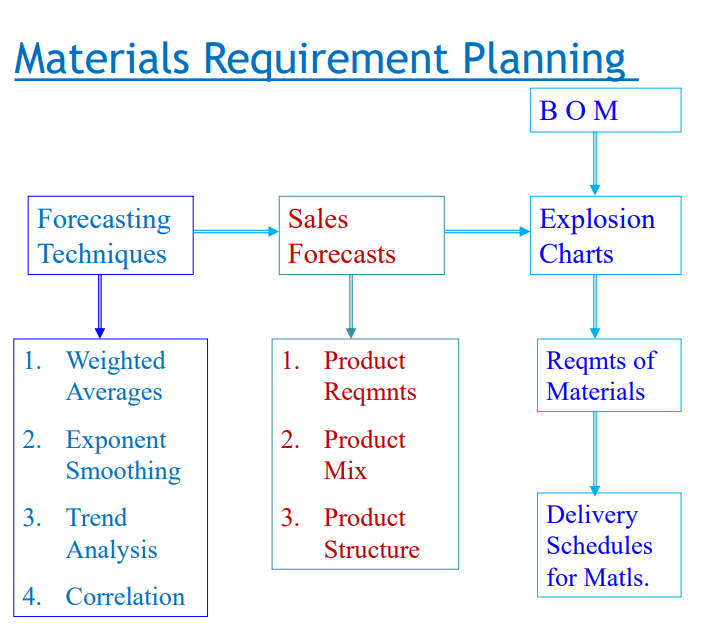 Materials Requirement Planning
B O M
Forecasting
Techniques
Sales
Forecasts
Explosion
Charts
1. Weighted
Averages
2. Exponent
Smoothing
3. Trend
Analysis
4. Correlation
1. Product
Reqmnts
2. Product
Mix
3. Product
Structure
Reqmts of
Materials
Delivery
Schedules
for Matls.